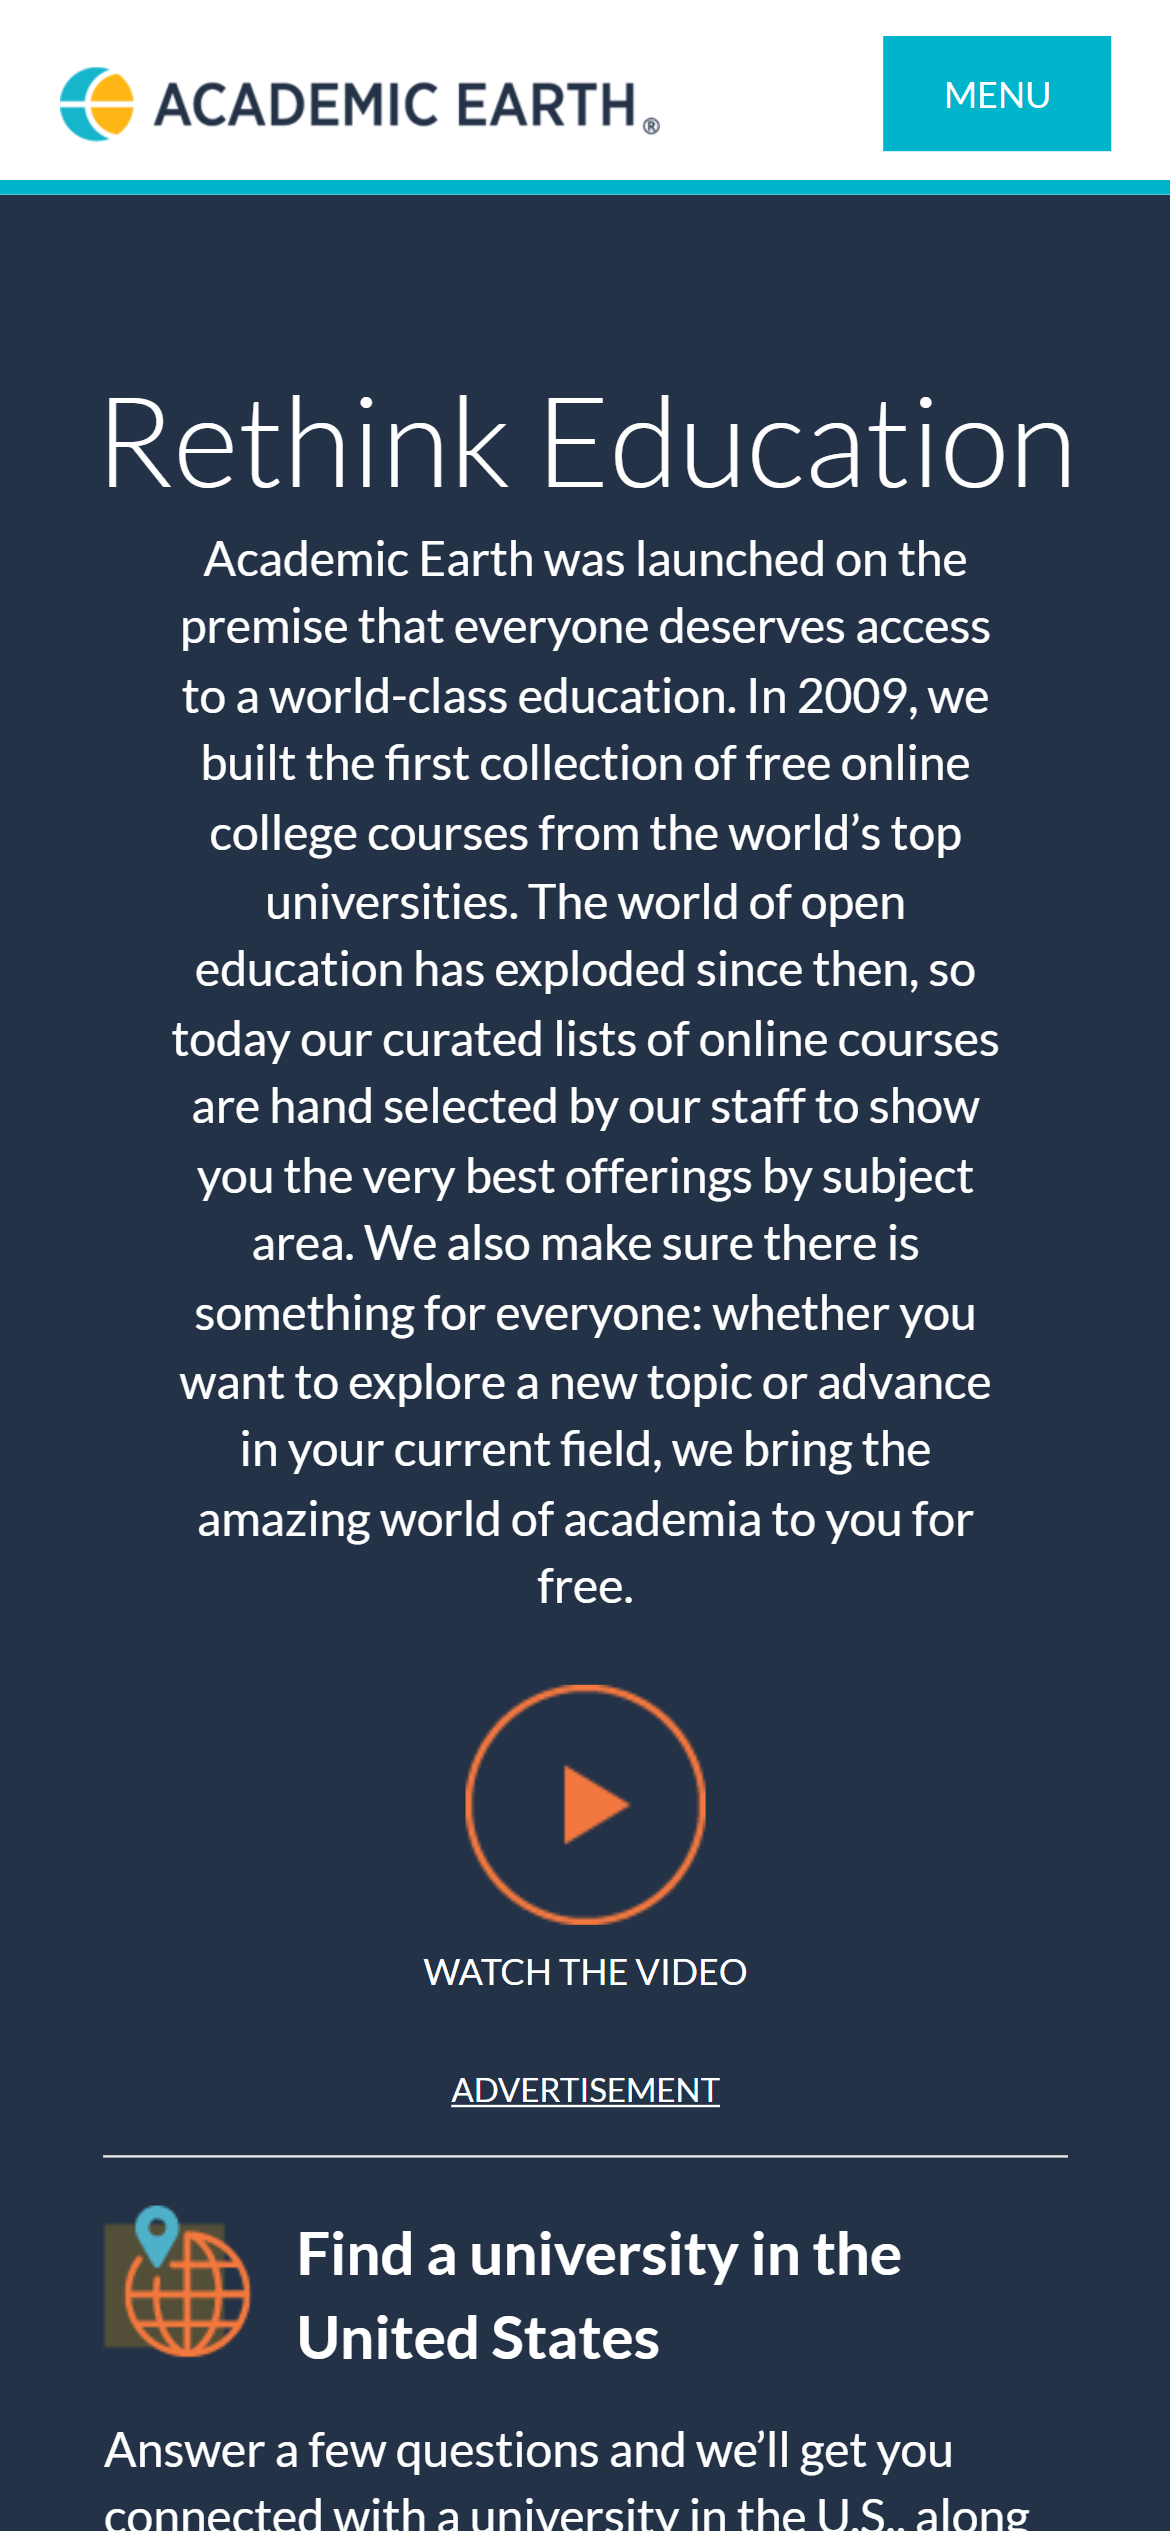 ACADEMIC EARTH®
MENU
Rethink Education
Academic Earth was launched on the
premise that everyone deserves access
to a world-class education. In 2009, we
built the first collection of free online
college courses from the world’s top
universities. The world of open
education has exploded since then, so
today our curated lists of online courses
are hand selected by our staff to show
you the very best offerings by subject
area. We also make sure there is
something for everyone: whether you
want to explore a new topic or advance
in your current field, we bring the
amazing world of academia to you for
free.
WATCH THE VIDEO
ADVERTISEMENT
Find a university in the
United States
Answer a few questions and we’ll get you
connected with a university in the U.S., along